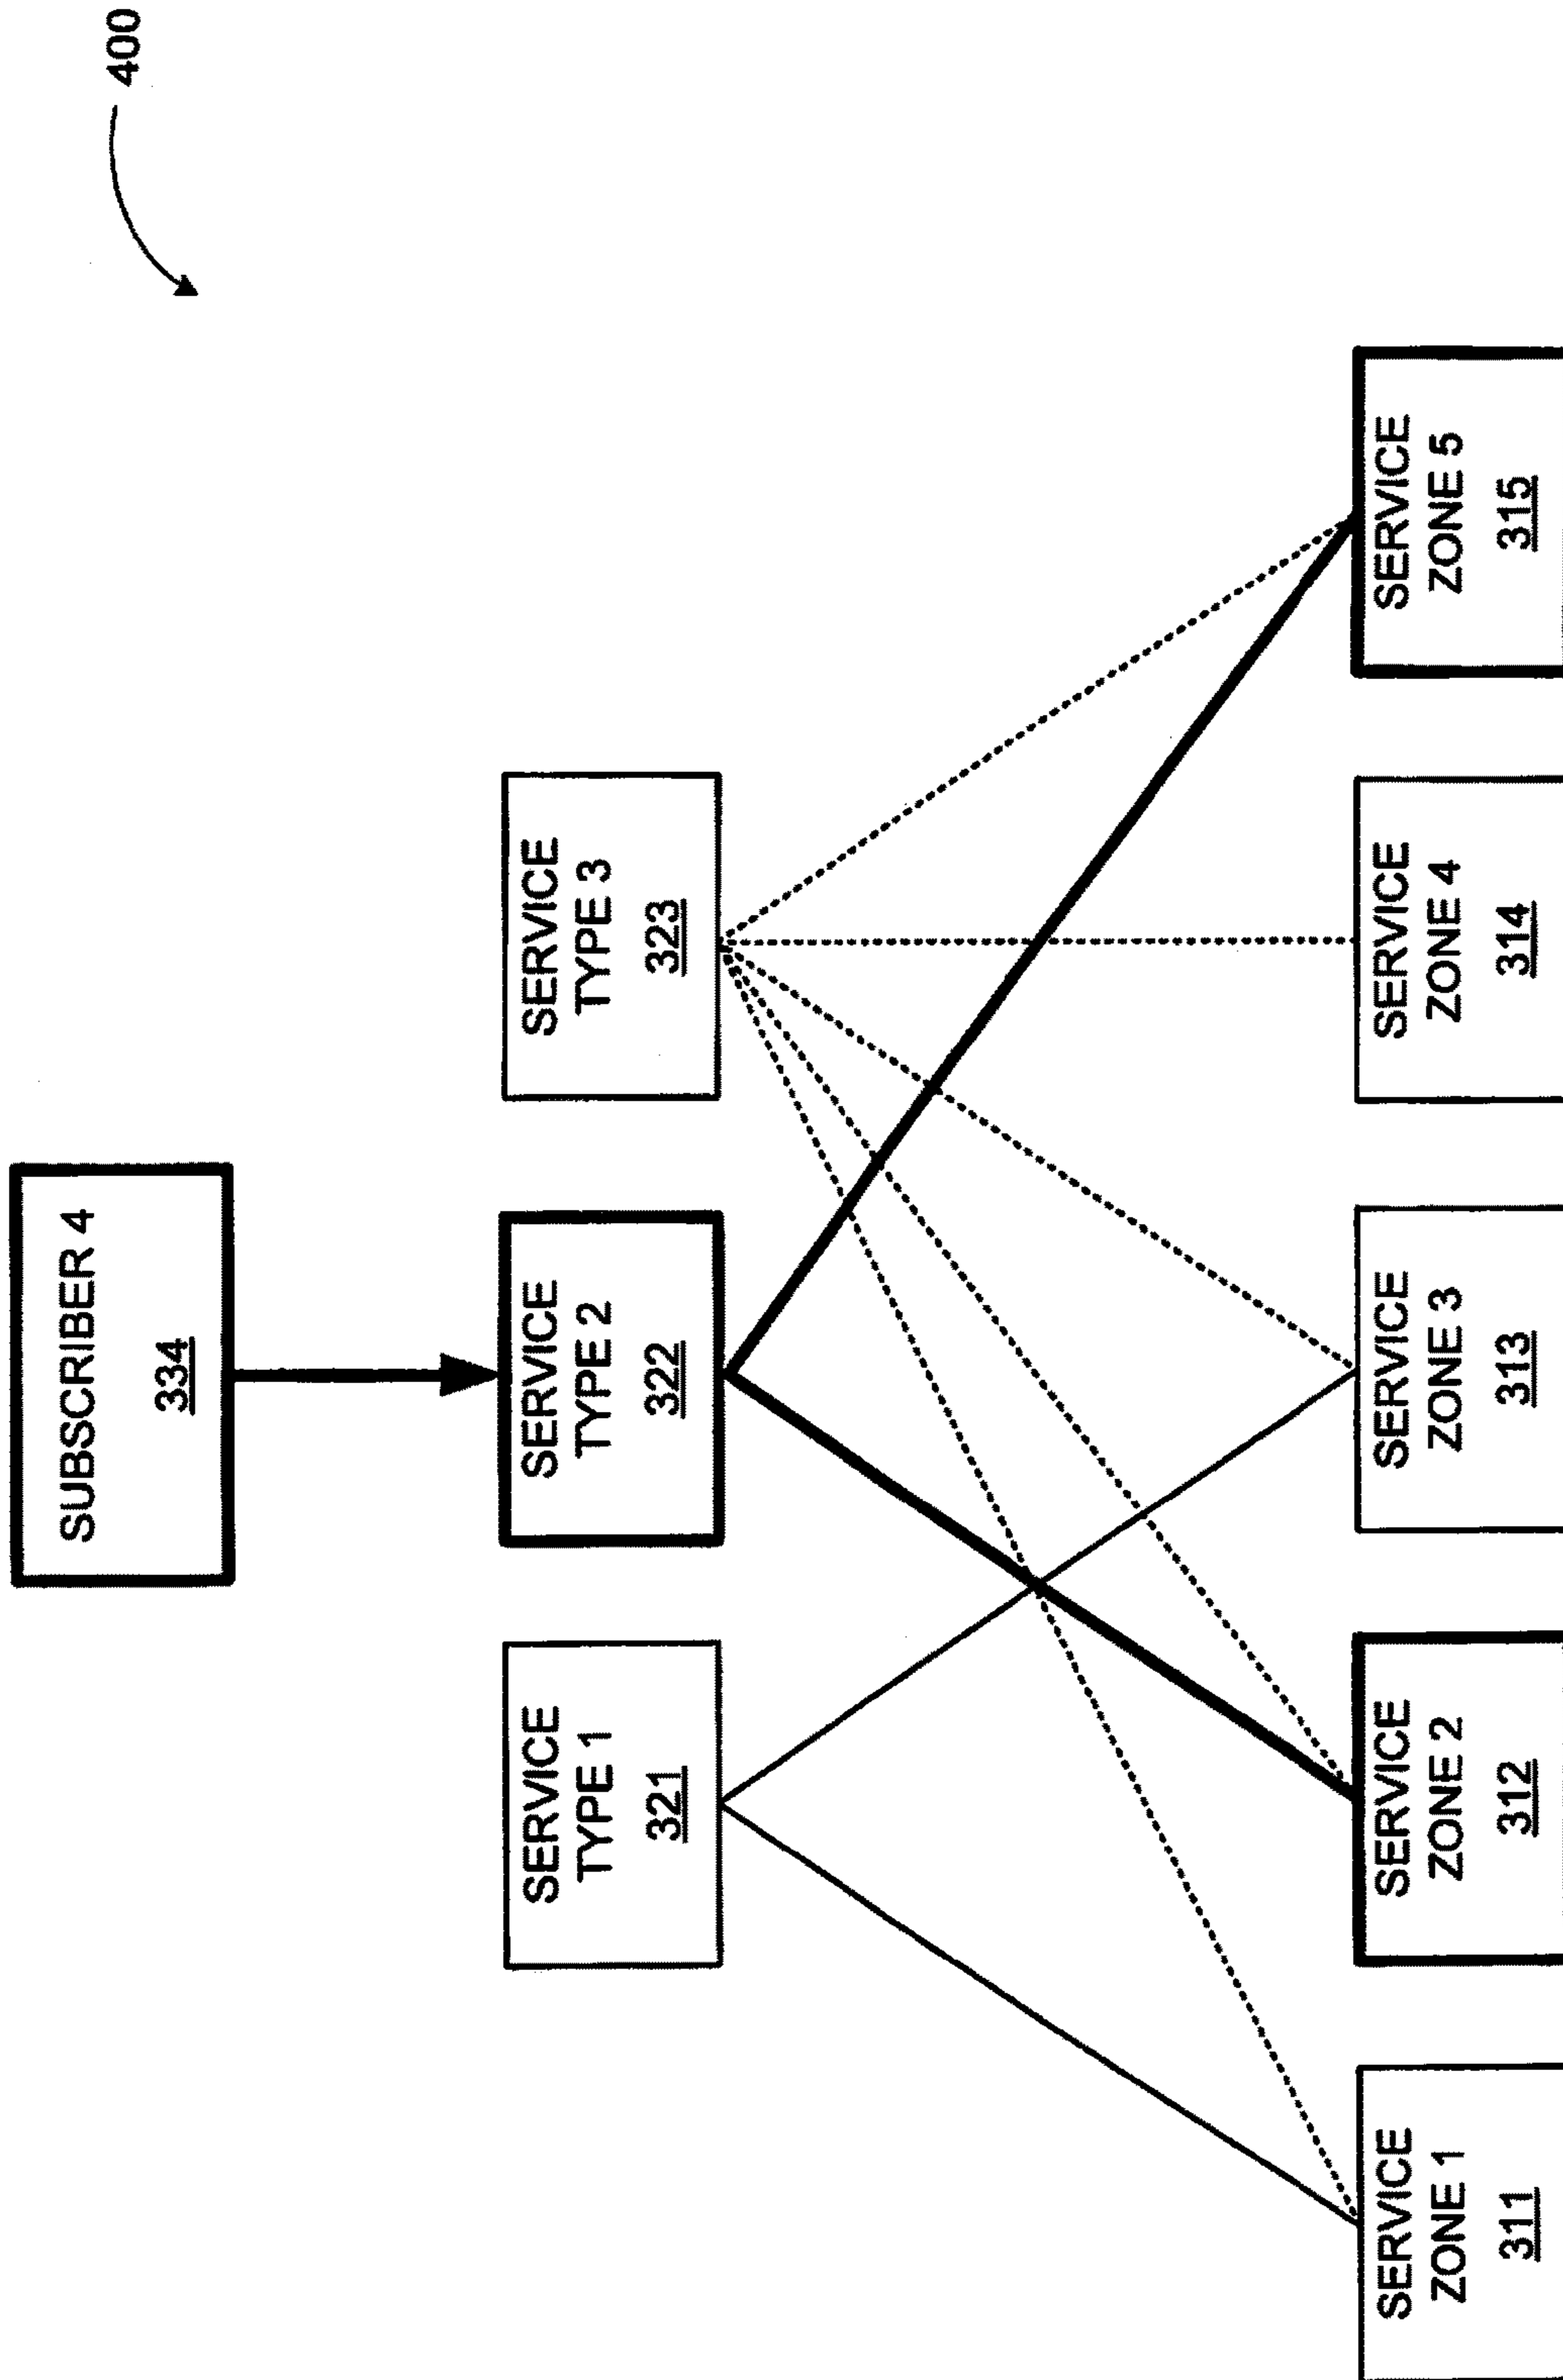 400
SUBSCRIBER 4
334
SERVICE
TYPE 1
321
SERVICE
TYPE 2
322
SERVICE
TYPE 3
323
SERVICE
ZONE 1
311
SERVICE
ZONE 2
312
SERVICE
ZONE 3
313
SERVICE
ZONE 4
314
SERVICE
ZONE 5
315